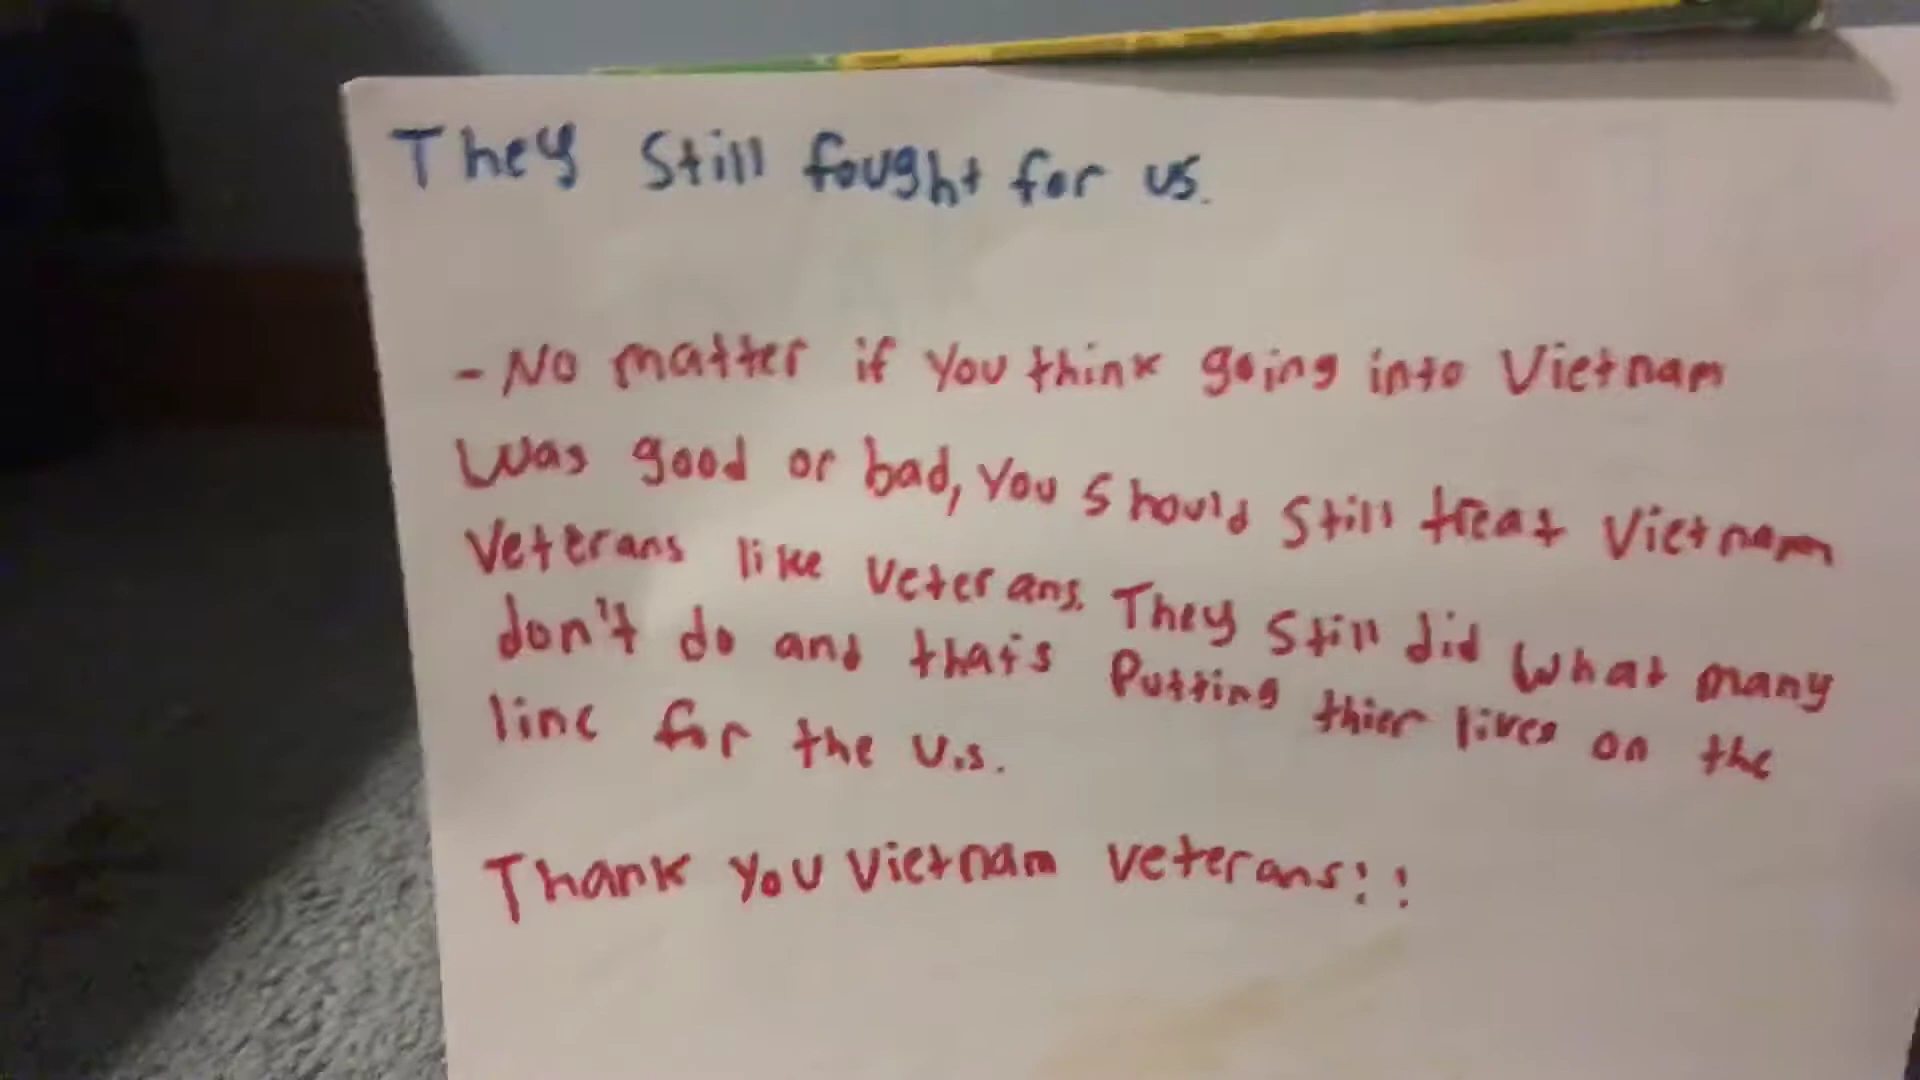 They Still fought for us.
- No matter if You think going into Vietnam
Was good or bad, You Should Still treat Vietnam
Veterans like veterans. They Still did What many
don't do and that's Putting thier lives on the
line for the U.S.
Thank You Vietnam veterans!!